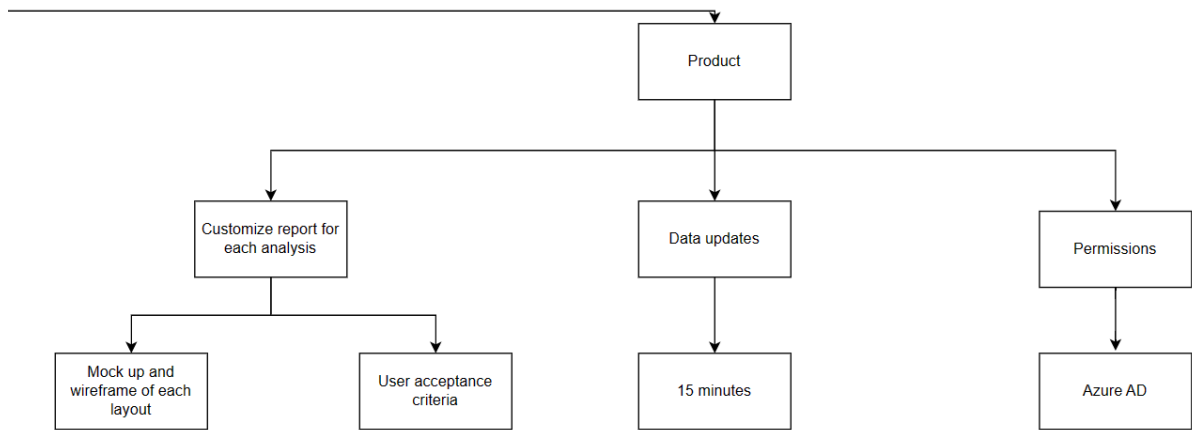 Product
Customize report for
each analysis
Data updates
Permissions
Mock up and
wireframe of each
layout
User acceptance
criteria
15 minutes
Azure AD